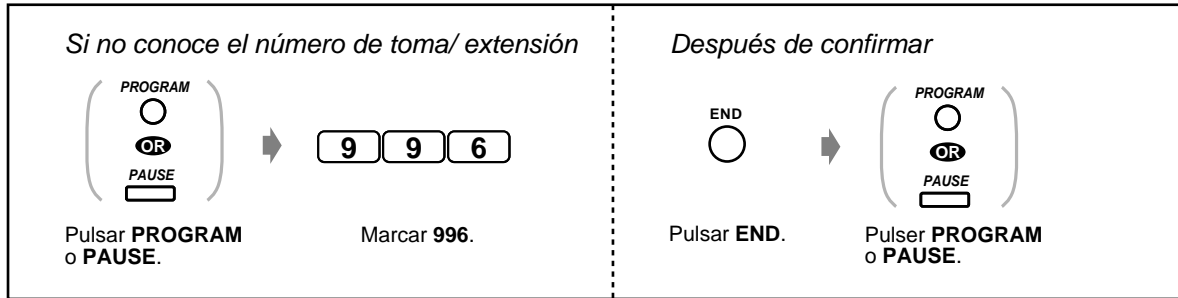 Si no conoce el número de toma/ extensión
PROGRAM
OR
PAUSE
9 9 6
Pulsar PROGRAM
o PAUSE.
Marcar 996.
Después de confirmar
END
PROGRAM
OR
PAUSE
Pulsar END.
Pulser PROGRAM
o PAUSE.